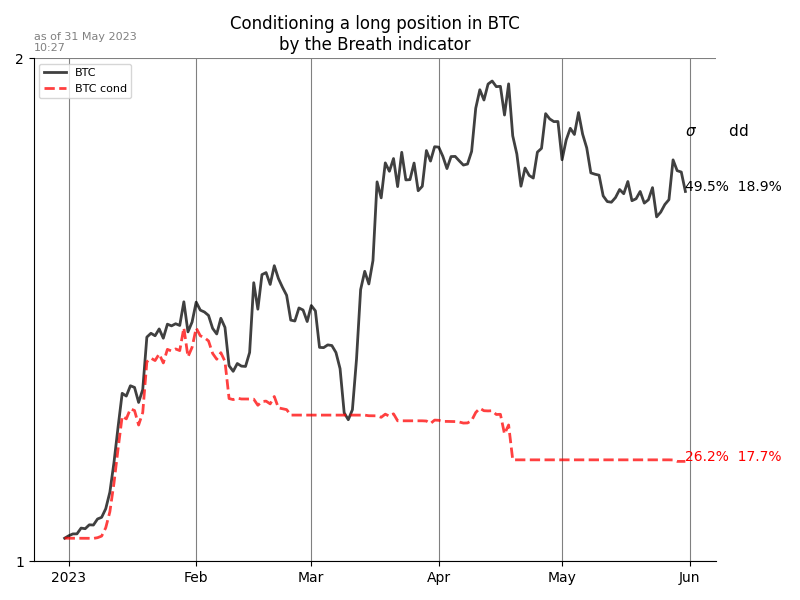 Conditioning a long position in BTC
by the Breath indicator
as of 31 May 2023
10:27
2
BTC
BTC cond
σ dd
49.5% 18.9%
26.2% 17.7%
1
2023 Feb Mar Apr May Jun